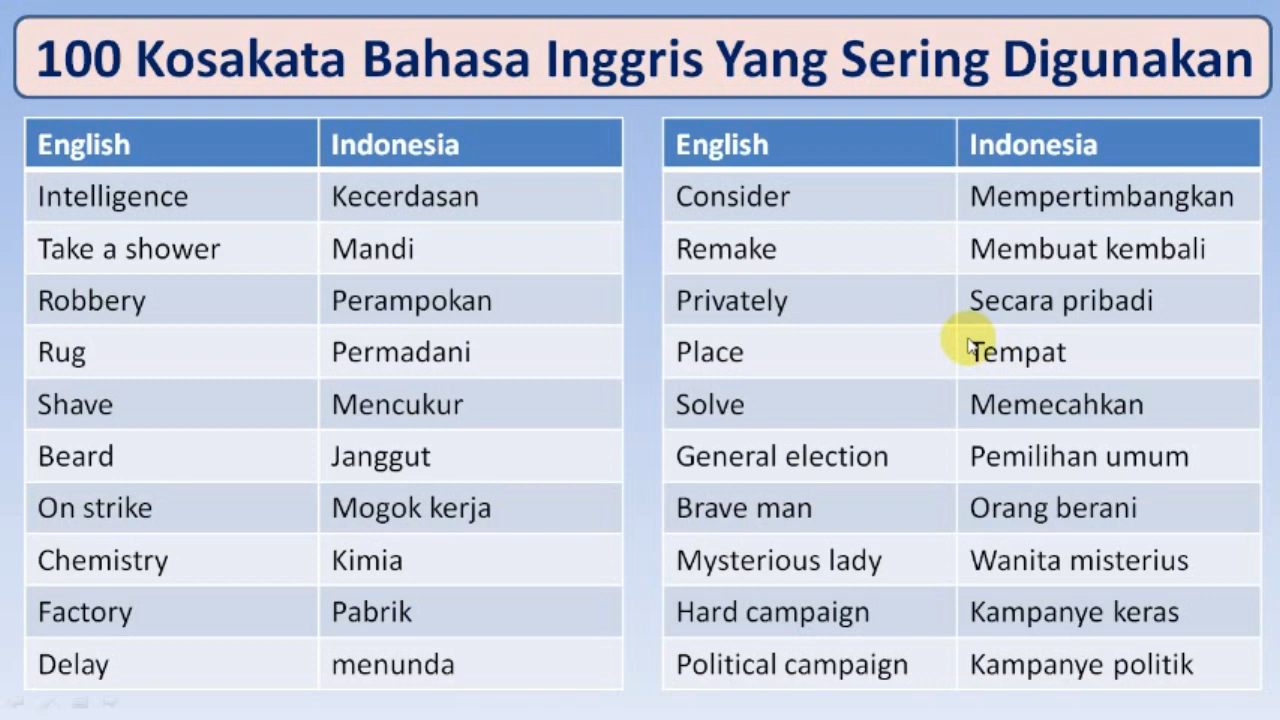 100 Kosakata Bahasa Inggris Yang Sering Digunakan
English Indonesia
Intelligence Kecerdasan
Take a shower Mandi
Robbery Perampokan
Rug Permadani
Shave Mencukur
Beard Janggut
On strike Mogok kerja
Chemistry Kimia
Factory Pabrik
Delay menunda
English Indonesia
Consider Mempertimbangkan
Remake Membuat kembali
Privately Secara pribadi
Place Tempat
Solve Memecahkan
General election Pemilihan umum
Brave man Orang berani
Mysterious lady Wanita misterius
Hard campaign Kampanye keras
Political campaign Kampanye politik